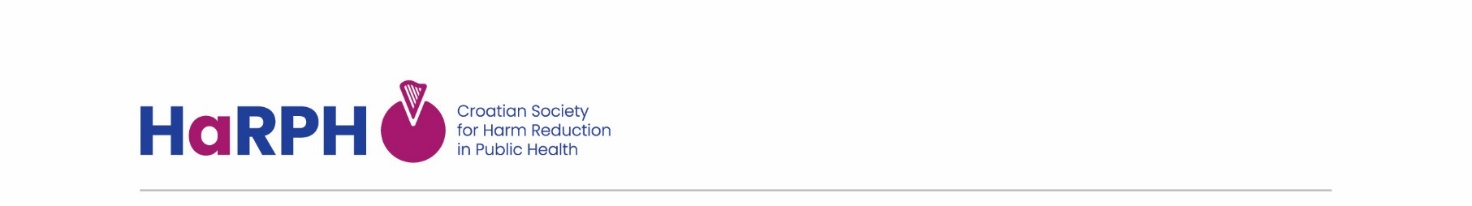 HaRPH
Croatian Society
for Harm Reduction
in Public Health